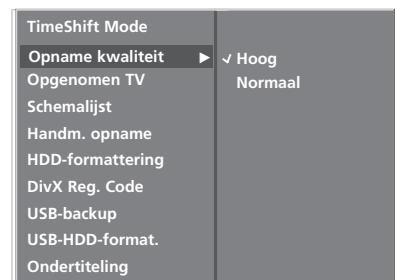 TimeShift Mode
Opname kwaliteit ▶ ✓ Hoog
Opgenomen TV Normaal
Schemalijst
Handm. opname
HDD-formattering
DivX Reg. Code
USB-backup
USB-HDD-format.
Ondertiteling